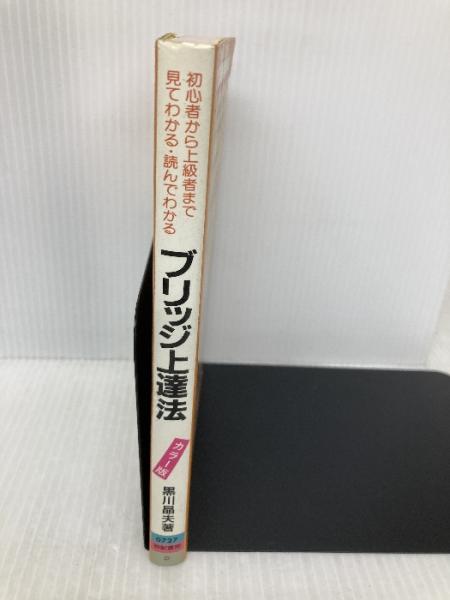 初心者から上級者まで
見てわかる・読んでわかる
ブリッジ上達法
カラー版
黒川晶夫著
0727